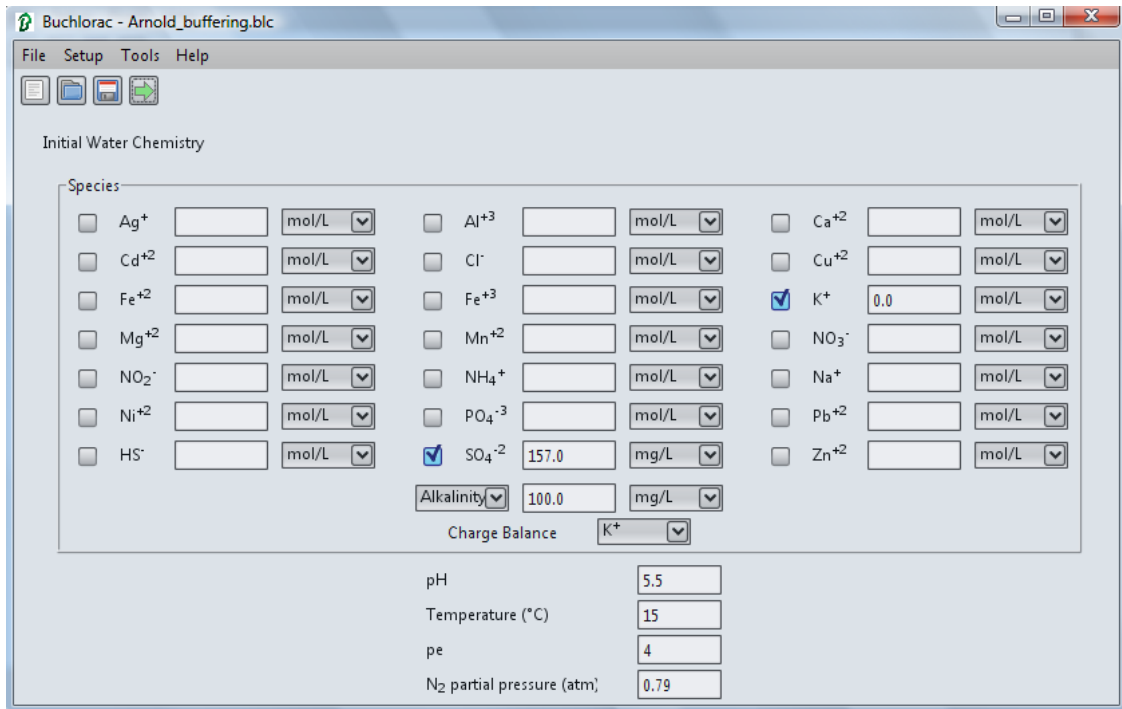 Buchlorac - Arnold_buffering.blc
File Setup Tools Help
Initial Water Chemistry
Species
Ag+ mol/L Al+3 mol/L Ca+2 mol/L
Cd+2 mol/L Cl- mol/L Cu+2 mol/L
Fe+2 mol/L Fe+3 mol/L K+ 0.0 mol/L
Mg+2 mol/L Mn+2 mol/L NO3- mol/L
NO2- mol/L NH4+ mol/L Na+ mol/L
Ni+2 mol/L PO4-3 mol/L Pb+2 mol/L
HS- mol/L SO4-2 157.0 mg/L Zn+2 mol/L
Alkalinity 100.0 mg/L
Charge Balance K+
pH 5.5
Temperature (°C) 15
pe 4
N2 partial pressure (atm) 0.79